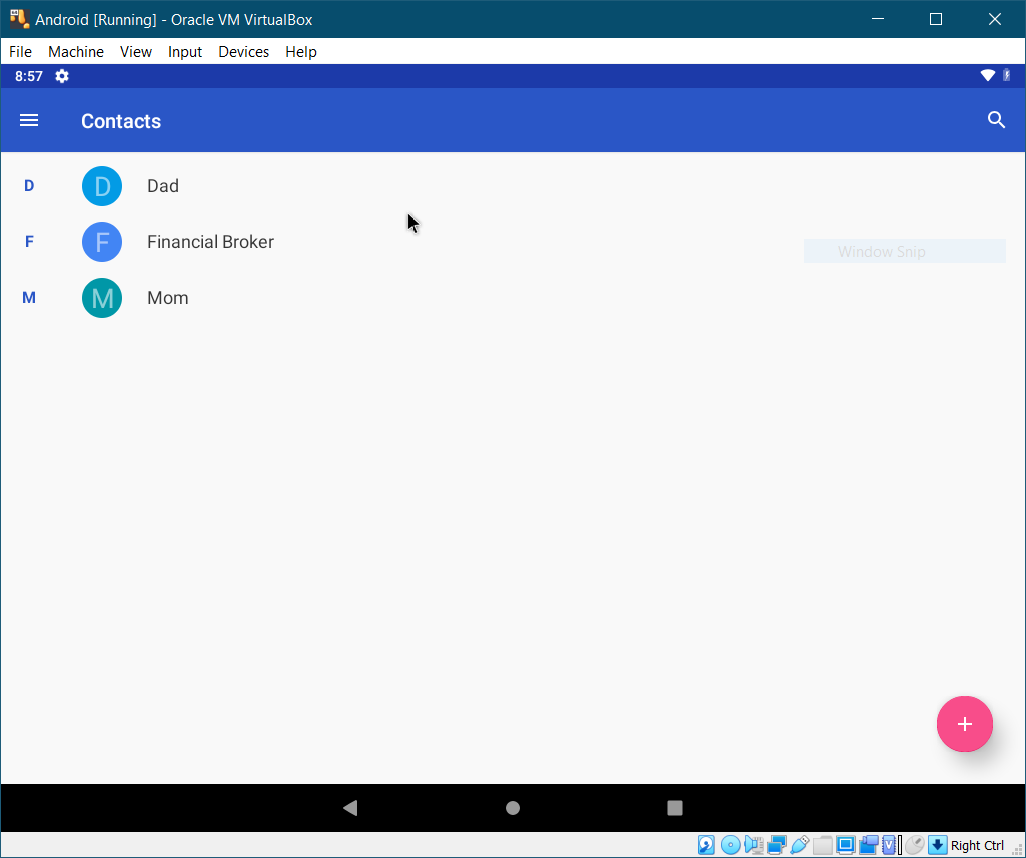 Android [Running] - Oracle VM VirtualBox
File Machine View Input Devices Help
8:57
Contacts
D D Dad
F F Financial Broker
Window Snip
M M Mom
+
V
Right Ctrl